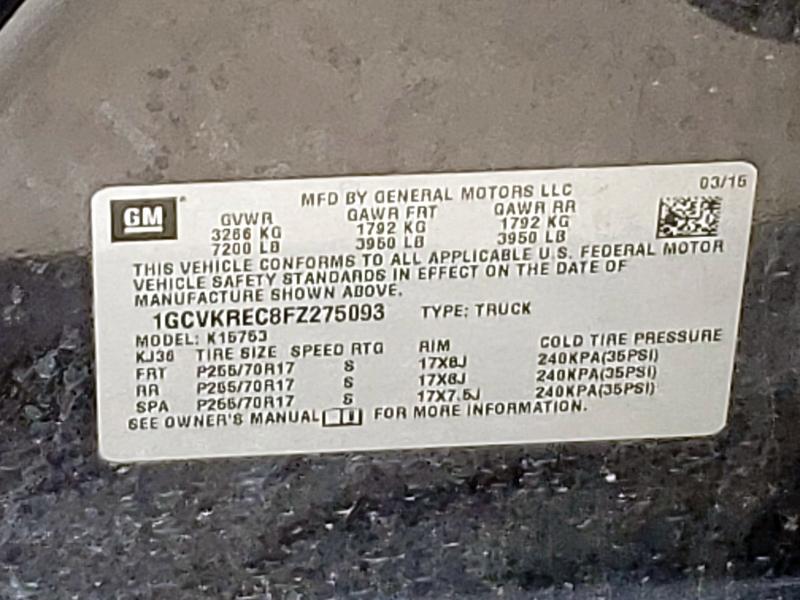 GM
MFD BY GENERAL MOTORS LLC
03/15
GVWR GAWR FRT GAWR RR
3266 KG 1792 KG 1792 KG
7200 LB 3950 LB 3950 LB
THIS VEHICLE CONFORMS TO ALL APPLICABLE U.S. FEDERAL MOTOR
VEHICLE SAFETY STANDARDS IN EFFECT ON THE DATE OF
MANUFACTURE SHOWN ABOVE.
1GCVKREC8FZ275093 TYPE: TRUCK
MODEL: K15753
KJ36 TIRE SIZE SPEED RTG RIM COLD TIRE PRESSURE
FRT P255/70R17 S 17X8J 240KPA(35PSI)
RR P255/70R17 S 17X8J 240KPA(35PSI)
SPA P255/70R17 S 17X7.5J 240KPA(35PSI)
SEE OWNER'S MANUAL FOR MORE INFORMATION.